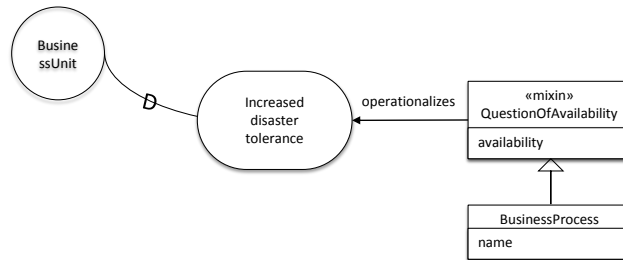 Busine
ssUnit
D
Increased
disaster
tolerance
operationalizes
«mixin»
QuestionOfAvailability
availability
BusinessProcess
name